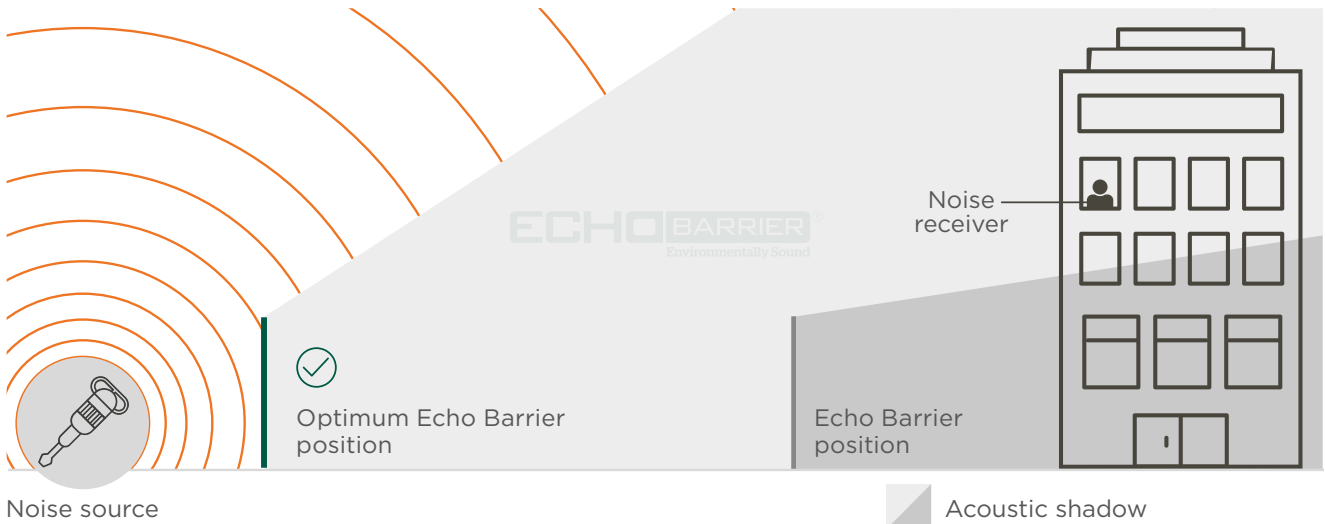 ECHO BARRIER®
Environmentally Sound
Noise
receiver
Optimum Echo Barrier
position
Echo Barrier
position
Noise source
Acoustic shadow